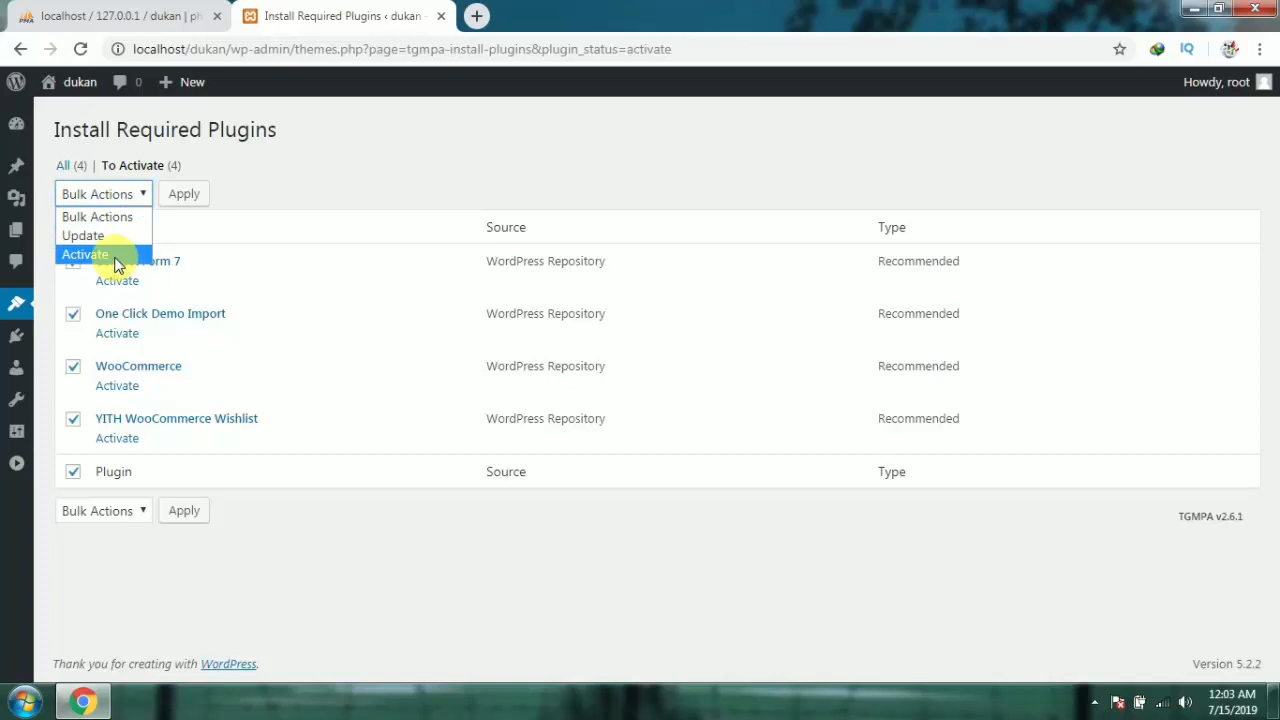 localhost / 127.0.0.1 / dukan | ph
Install Required Plugins ‹ dukan -
localhost/dukan/wp-admin/themes.php?page=tgmpa-install-plugins&plugin_status=activate
IQ
dukan 0 New
Howdy, root
Install Required Plugins
All (4) | To Activate (4)
Bulk Actions Apply
Bulk Actions
Update
Activate
Source Type
orm 7 WordPress Repository Recommended
Activate
One Click Demo Import WordPress Repository Recommended
Activate
WooCommerce WordPress Repository Recommended
Activate
YITH WooCommerce Wishlist WordPress Repository Recommended
Activate
Plugin Source Type
Bulk Actions Apply
TGMPA v2.6.1
Thank you for creating with WordPress.
Version 5.2.2
12:03 AM
7/15/2019